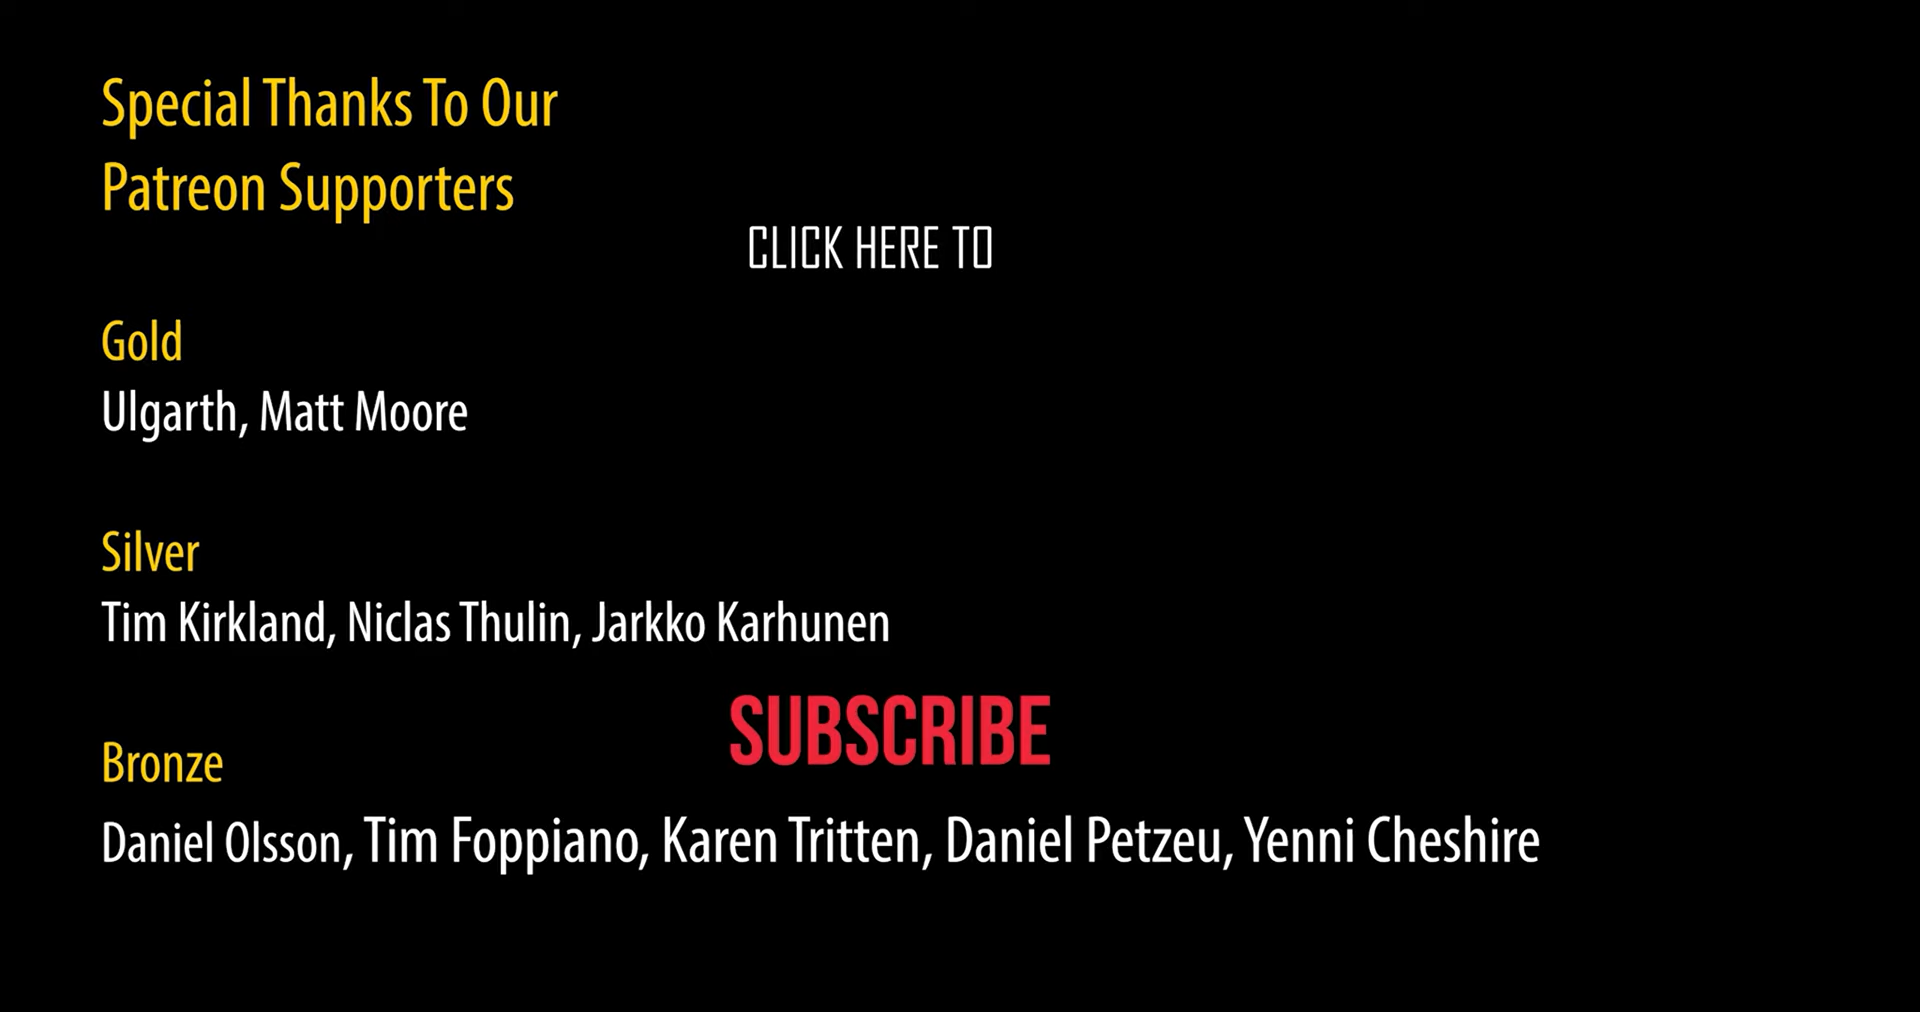 Special Thanks To Our
Patreon Supporters
CLICK HERE TO
Gold
Ulgarth, Matt Moore
Silver
Tim Kirkland, Niclas Thulin, Jarkko Karhunen
SUBSCRIBE
Bronze
Daniel Olsson, Tim Foppiano, Karen Tritten, Daniel Petzeu, Yenni Cheshire